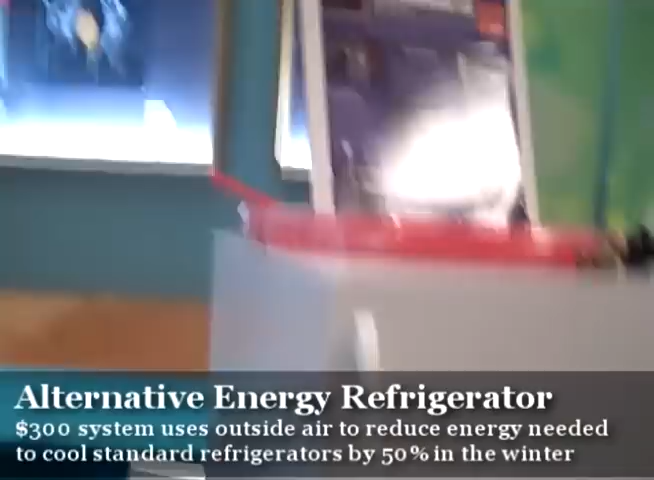 Alternative Energy Refrigerator
$300 system uses outside air to reduce energy needed
to cool standard refrigerators by 50% in the winter